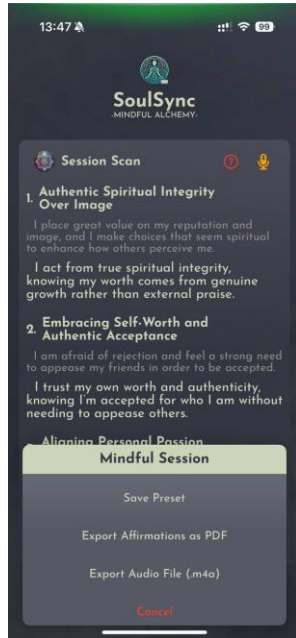 13:47
99
SoulSync
-MINDFUL ALCHEMY-
Session Scan
1. Authentic Spiritual Integrity
Over Image
I place great value on my reputation and
image, and I make choices that seem spiritual
to enhance how others perceive me.
I act from true spiritual integrity,
knowing my worth comes from genuine
growth rather than external praise.
2. Embracing Self-Worth and
Authentic Acceptance
I am afraid of rejection and feel a strong need
to appease my friends in order to be accepted.
I trust my own worth and authenticity,
knowing I'm accepted for who I am without
needing to appease others.
Aligning Personal Passion
Mindful Session
Save Preset
Export Affirmations as PDF
Export Audio File (.m4a)
Cancel